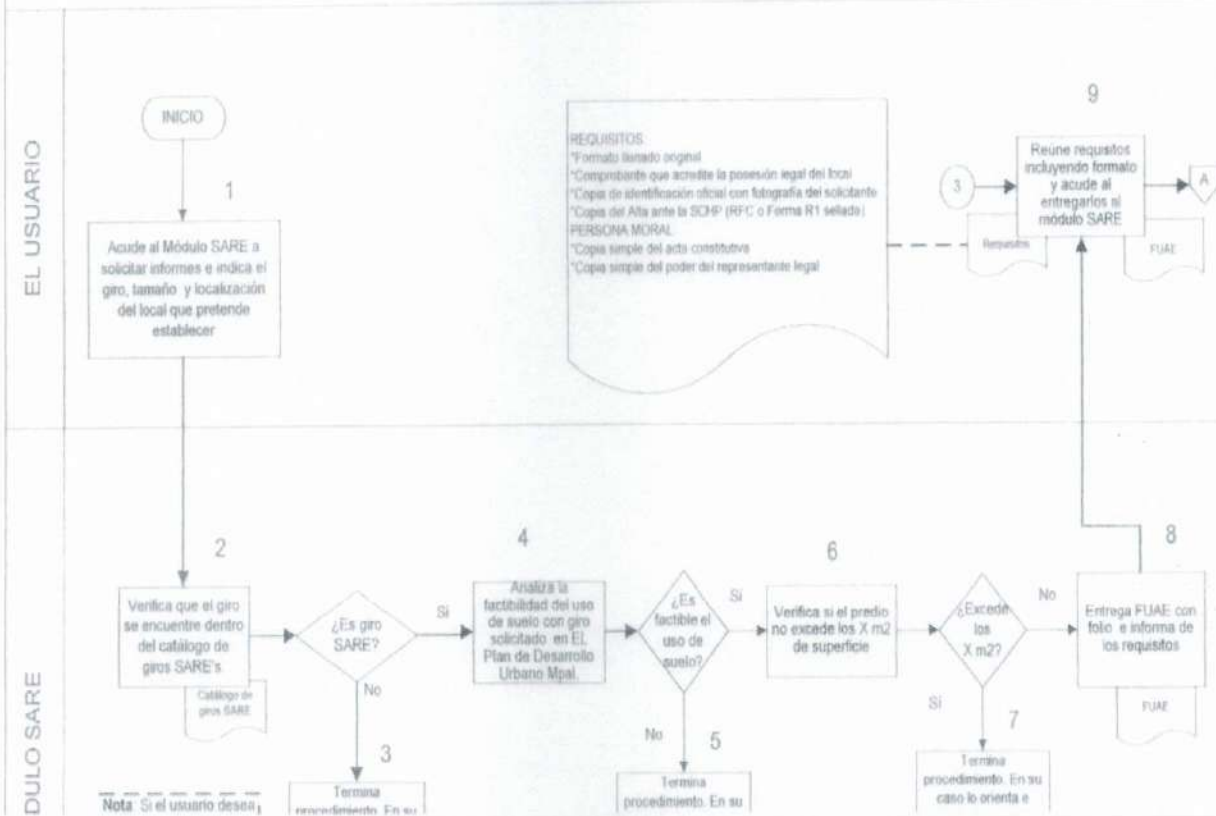 EL USUARIO
INICIO
1
Acude al Módulo SARE a
solicitar informes e indica el
giro, tamaño y localización
del local que pretende
establecer
REQUISITOS:
*Formato llenado original
*Comprobante que acredite la posesión legal del local
*Copia de identificación oficial con fotografía del solicitante
*Copia del Alta ante la SCHP (RFC o Forma R1 sellada)
PERSONA MORAL
*Copia simple del acta constitutiva
*Copia simple del poder del representante legal
9
3
Reúne requisitos
incluyendo formato
y acude al
entregarlos al
módulo SARE
A
Requisitos
FUAE
DULO SARE
2
Verifica que el giro
se encuentre dentro
del catálogo de
giros SARE's
Catálogo de
giros SARE
¿Es giro
SARE?
Si
No
3
Termina
procedimiento. En su
4
Analiza la
factibilidad del uso
de suelo con giro
solicitado en EL
Plan de Desarrollo
Urbano Mpal.
¿Es
factible el
uso de
suelo?
Si
No
5
Termina
procedimiento. En su
6
Verifica si el predio
no excede los X m2
de superficie
¿Excede
los
X m2?
No
Si
7
Termina
procedimiento. En su
caso lo orienta e
8
Entrega FUAE con
folio e informa de
los requisitos
FUAE
Nota: Si el usuario desea,